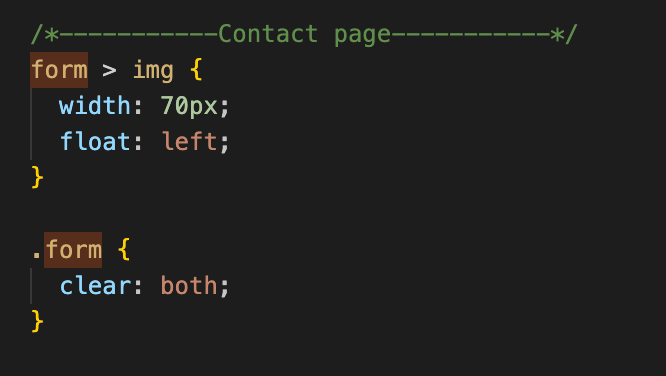 /*-----------Contact page-----------*/
form > img {
width: 70px;
float: left;
}
.form {
clear: both;
}